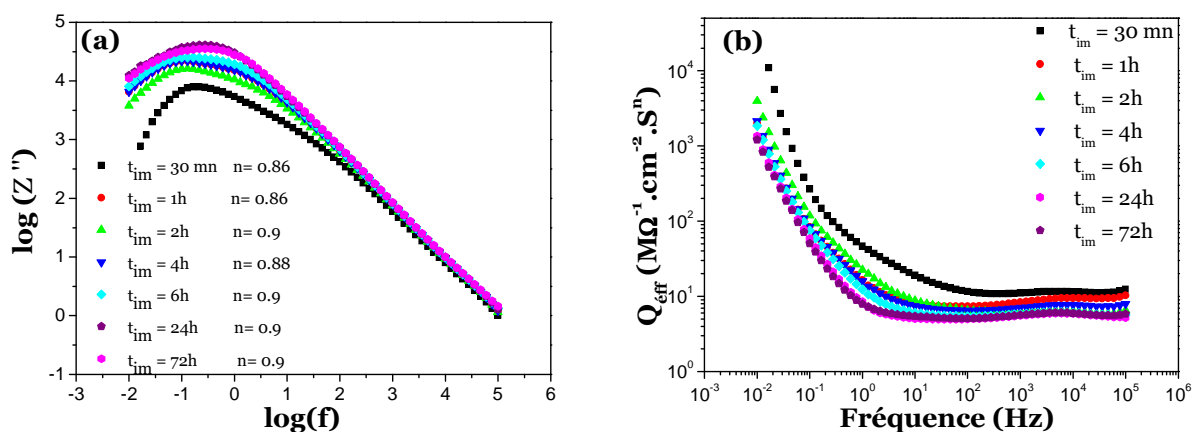 (a)
log (Z '')
5
4
3
2
1
0
-1
t_im = 30 mn n= 0.86
t_im = 1h n= 0.86
t_im = 2h n= 0.9
t_im = 4h n= 0.88
t_im = 6h n= 0.9
t_im = 24h n= 0.9
t_im = 72h n= 0.9
-3 -2 -1 0 1 2 3 4 5 6
log(f)
(b)
Q_éff (MΩ^-1.cm^-2.S^n)
10^4
10^3
10^2
10^1
10^0
t_im = 30 mn
t_im = 1h
t_im = 2h
t_im = 4h
t_im = 6h
t_im = 24h
t_im = 72h
10^-3 10^-2 10^-1 10^0 10^1 10^2 10^3 10^4 10^5 10^6
Fréquence (Hz)